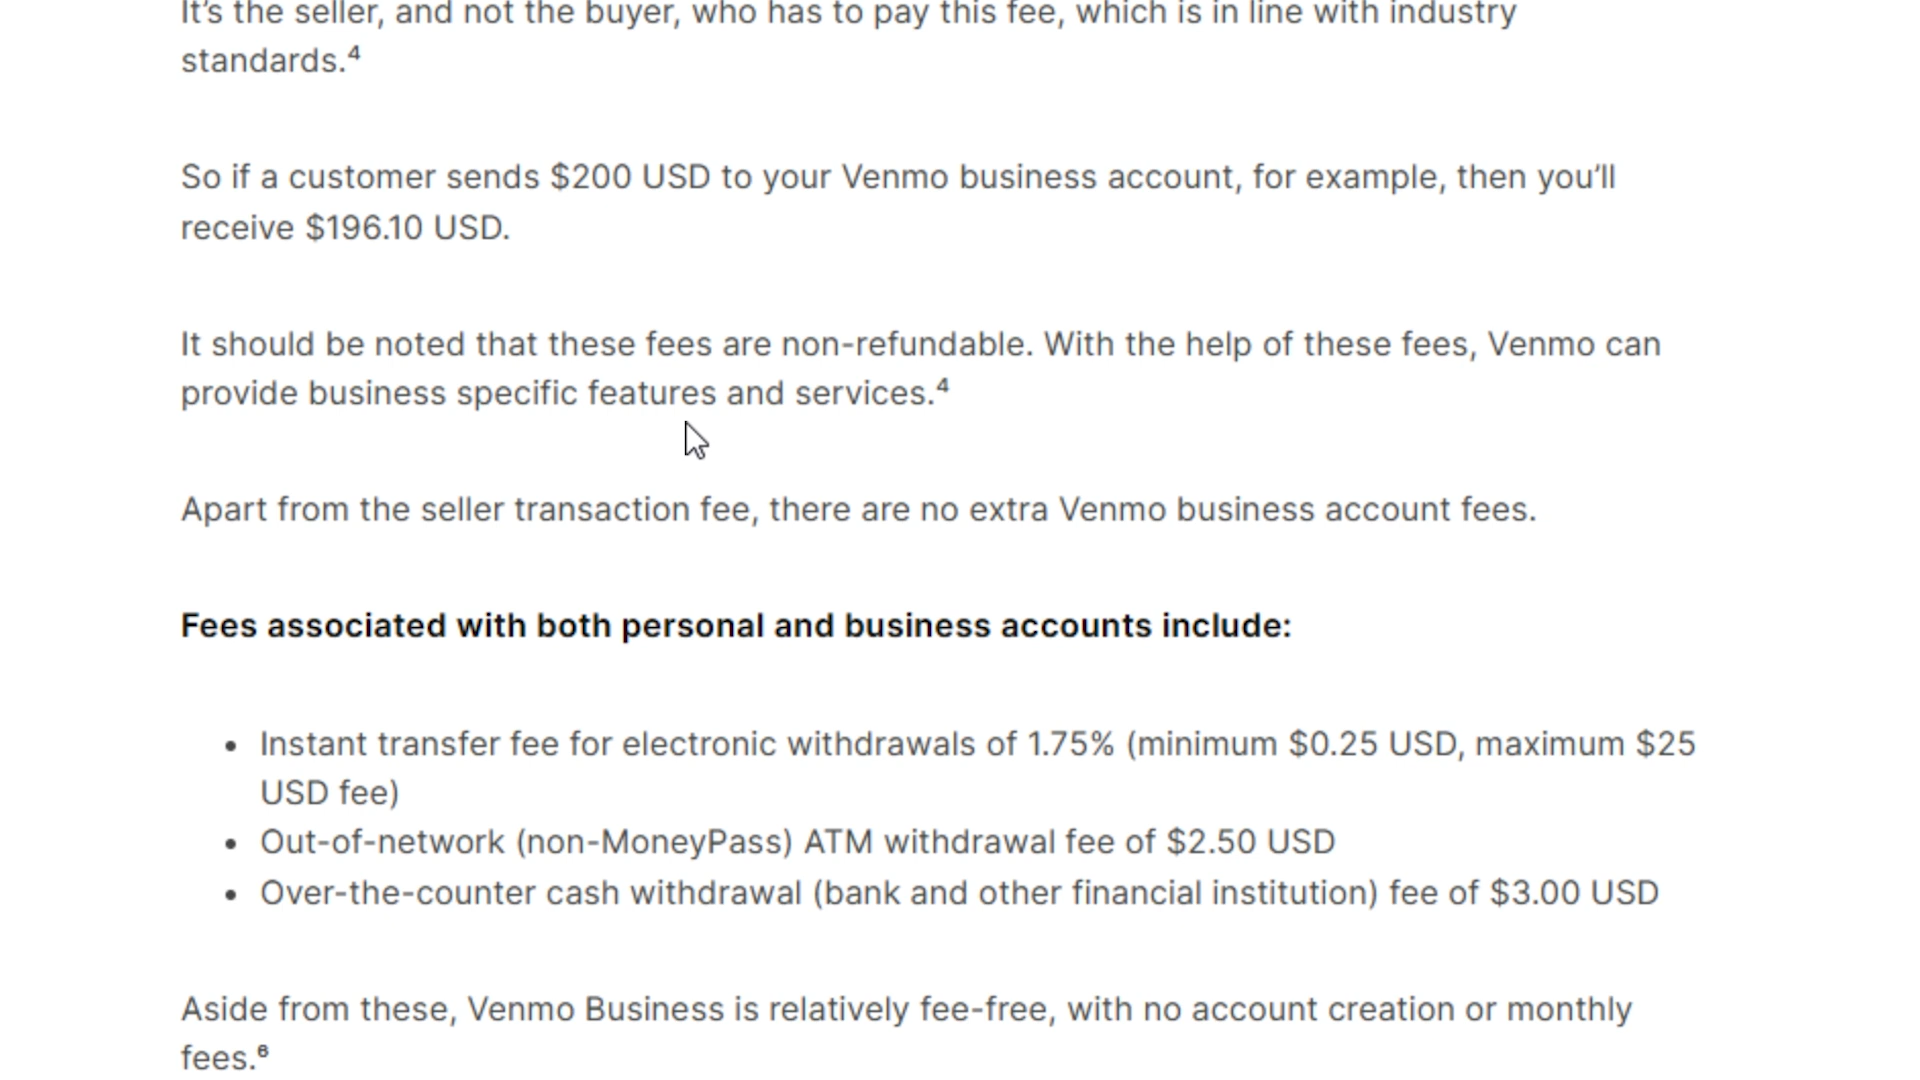 It’s the seller, and not the buyer, who has to pay this fee, which is in line with industry
standards.⁴
So if a customer sends $200 USD to your Venmo business account, for example, then you’ll
receive $196.10 USD.
It should be noted that these fees are non-refundable. With the help of these fees, Venmo can
provide business specific features and services.⁴
Apart from the seller transaction fee, there are no extra Venmo business account fees.
Fees associated with both personal and business accounts include:
• Instant transfer fee for electronic withdrawals of 1.75% (minimum $0.25 USD, maximum $25
USD fee)
• Out-of-network (non-MoneyPass) ATM withdrawal fee of $2.50 USD
• Over-the-counter cash withdrawal (bank and other financial institution) fee of $3.00 USD
Aside from these, Venmo Business is relatively fee-free, with no account creation or monthly
fees.⁶